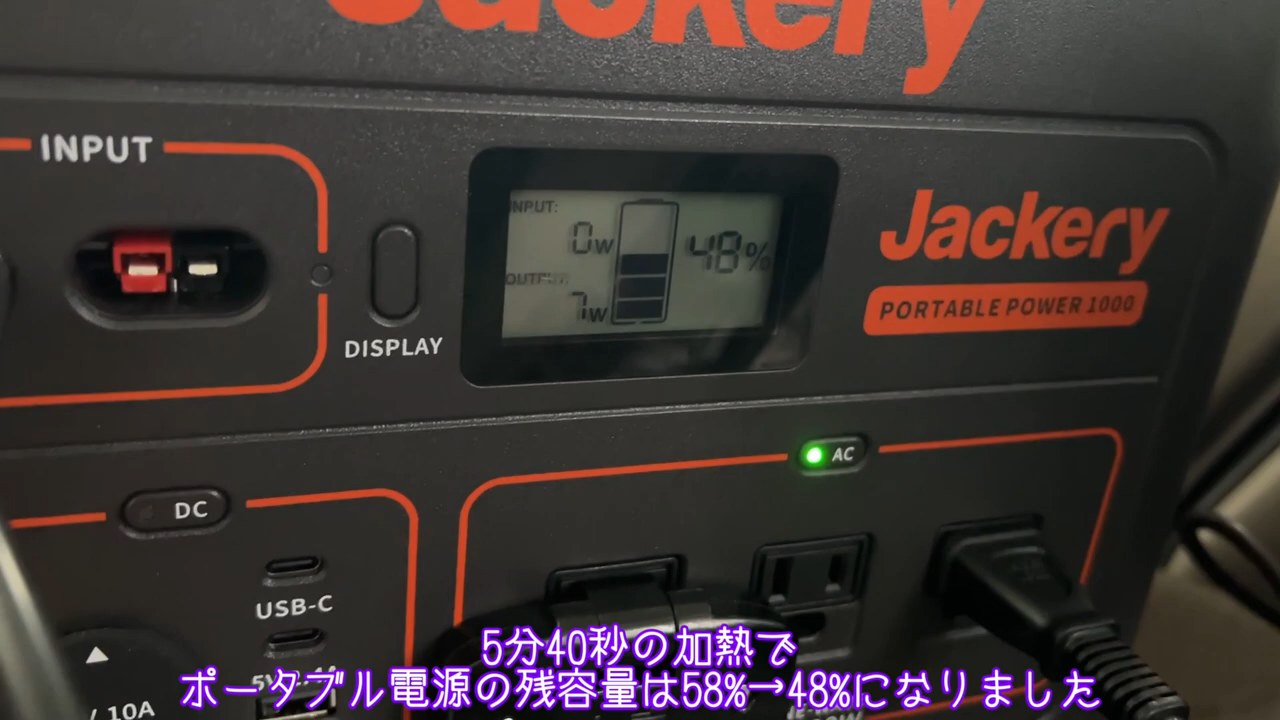 Jackery
INPUT
DISPLAY
INPUT:
0w
OUTPUT:
7w
48%
Jackery
PORTABLE POWER 1000
AC
DC
USB-C
/ 10A
5分40秒の加熱で
ポータブル電源の残容量は58%→48%になりました